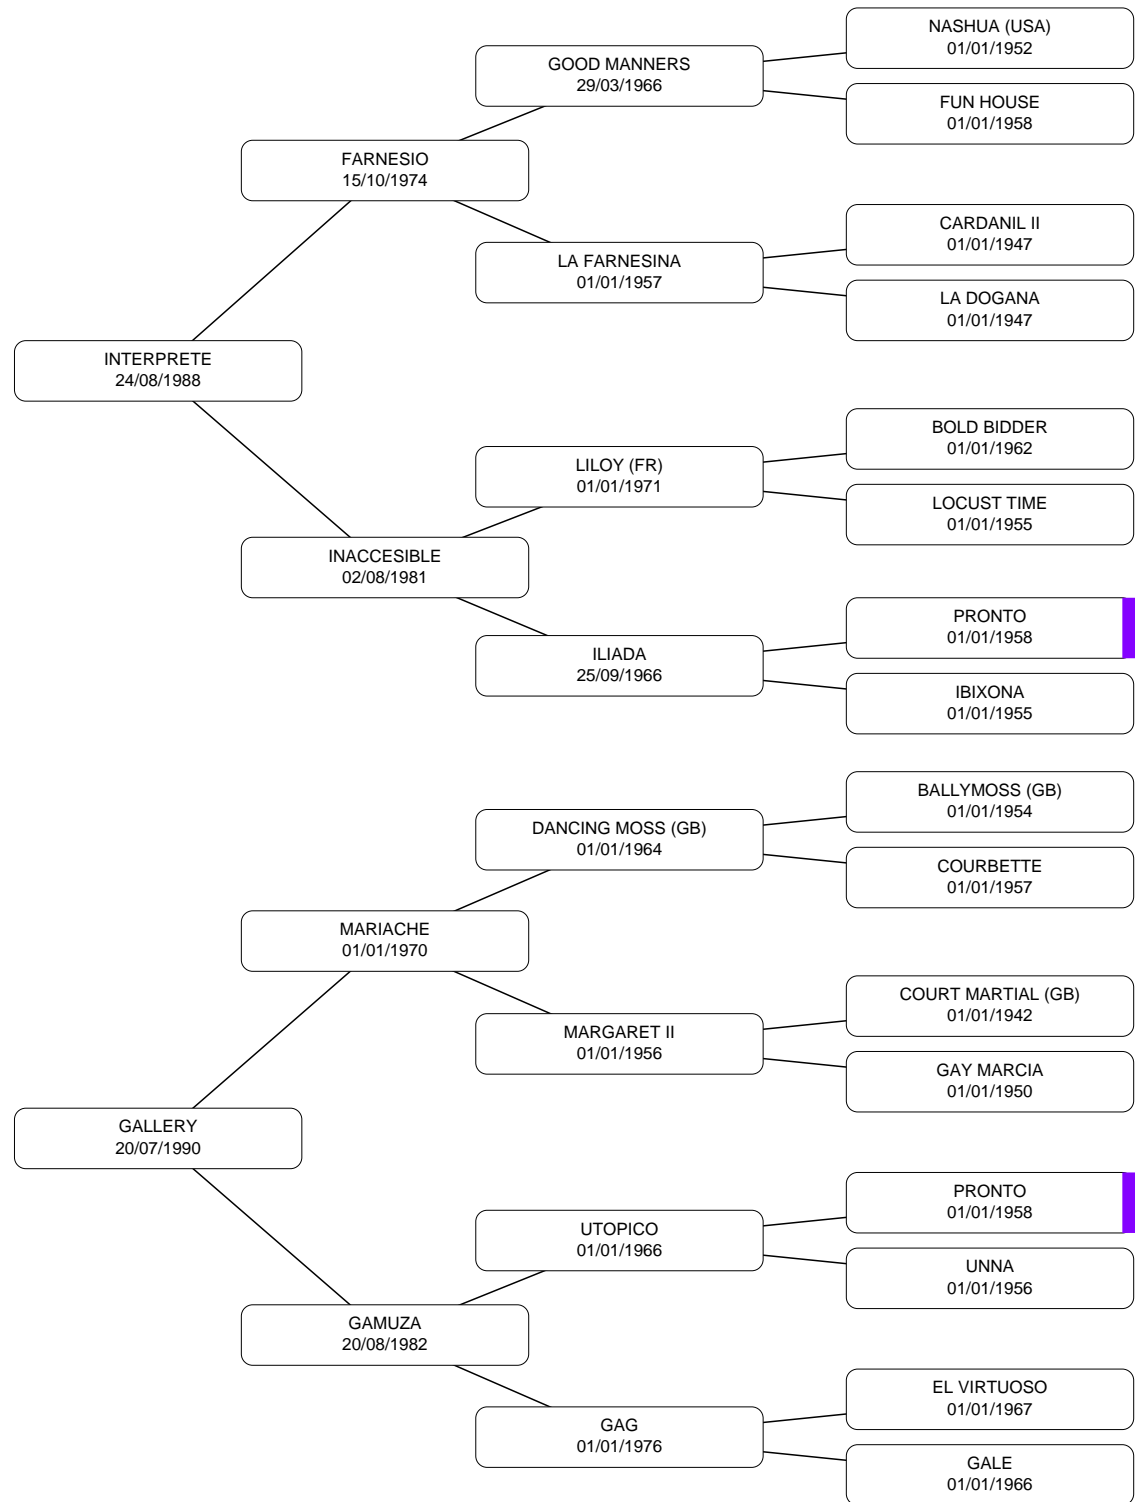 NASHUA (USA)
01/01/1952
GOOD MANNERS
29/03/1966
FUN HOUSE
01/01/1958
FARNESIO
15/10/1974
CARDANIL II
01/01/1947
LA FARNESINA
01/01/1957
LA DOGANA
01/01/1947
INTERPRETE
24/08/1988
BOLD BIDDER
01/01/1962
LILOY (FR)
01/01/1971
LOCUST TIME
01/01/1955
INACCESIBLE
02/08/1981
PRONTO
01/01/1958
ILIADA
25/09/1966
IBIXONA
01/01/1955
BALLYMOSS (GB)
01/01/1954
DANCING MOSS (GB)
01/01/1964
COURBETTE
01/01/1957
MARIACHE
01/01/1970
COURT MARTIAL (GB)
01/01/1942
MARGARET II
01/01/1956
GAY MARCIA
01/01/1950
GALLERY
20/07/1990
PRONTO
01/01/1958
UTOPICO
01/01/1966
UNNA
01/01/1956
GAMUZA
20/08/1982
EL VIRTUOSO
01/01/1967
GAG
01/01/1976
GALE
01/01/1966